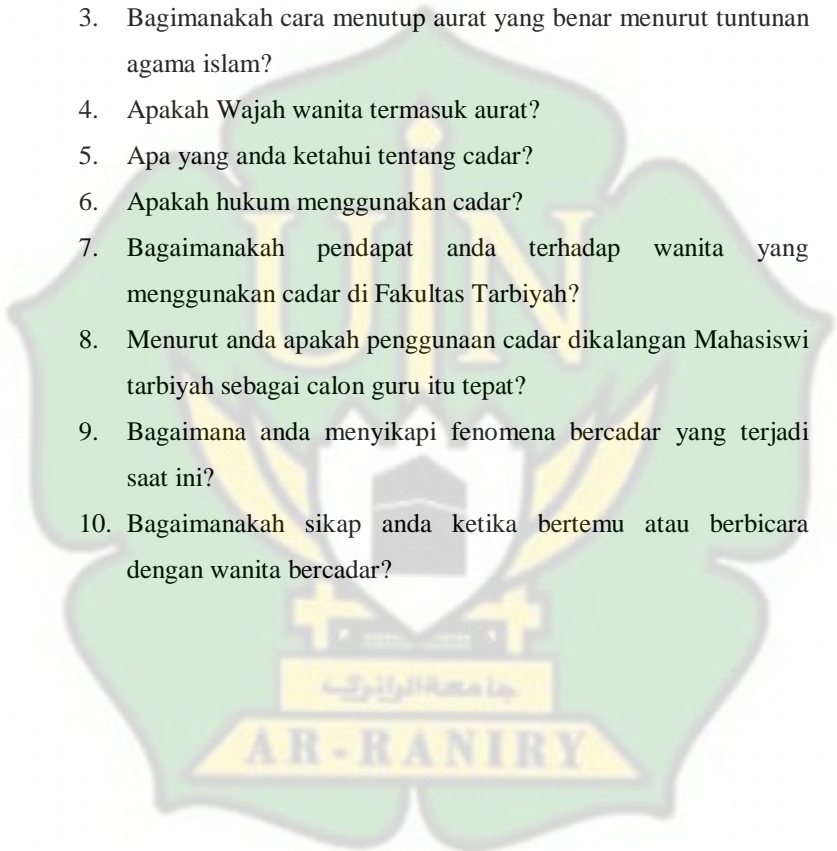 3. Bagimanakah cara menutup aurat yang benar menurut tuntunan
agama islam?
4. Apakah Wajah wanita termasuk aurat?
5. Apa yang anda ketahui tentang cadar?
6. Apakah hukum menggunakan cadar?
7. Bagaimanakah pendapat anda terhadap wanita yang
menggunakan cadar di Fakultas Tarbiyah?
8. Menurut anda apakah penggunaan cadar dikalangan Mahasiswi
tarbiyah sebagai calon guru itu tepat?
9. Bagaimana anda menyikapi fenomena bercadar yang terjadi
saat ini?
10. Bagaimanakah sikap anda ketika bertemu atau berbicara
dengan wanita bercadar?
UIN
جامعة الرانري
AR-RANIRY